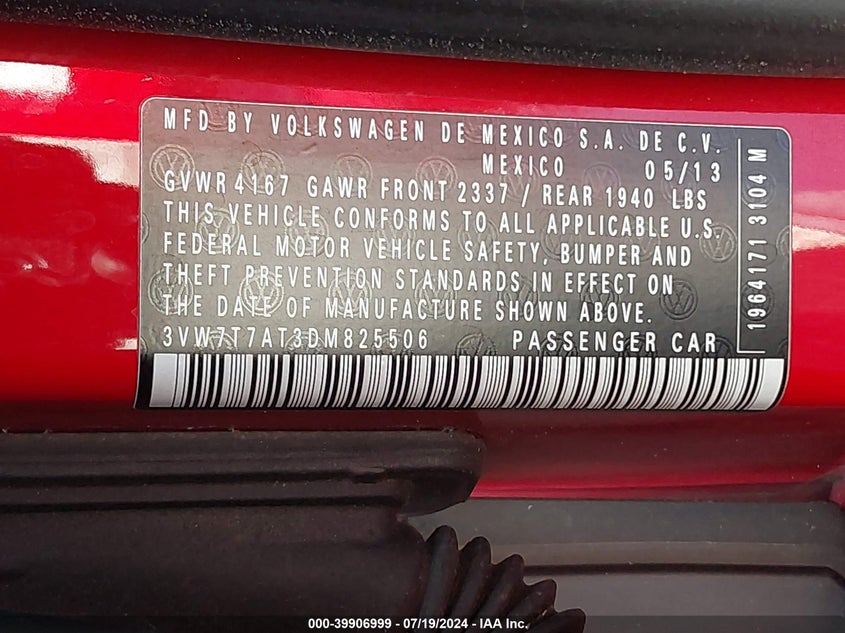 MFD BY VOLKSWAGEN DE MEXICO S.A. DE C.V.
MEXICO 05/13
GVWR 4167 GAWR FRONT 2337 / REAR 1940 LBS
THIS VEHICLE CONFORMS TO ALL APPLICABLE U.S.
FEDERAL MOTOR VEHICLE SAFETY, BUMPER AND
THEFT PREVENTION STANDARDS IN EFFECT ON
THE DATE OF MANUFACTURE SHOWN ABOVE.
3VW7T7AT3DM825506 PASSENGER CAR
1964171 3104 M
000-39906999 - 07/19/2024 - IAA Inc.